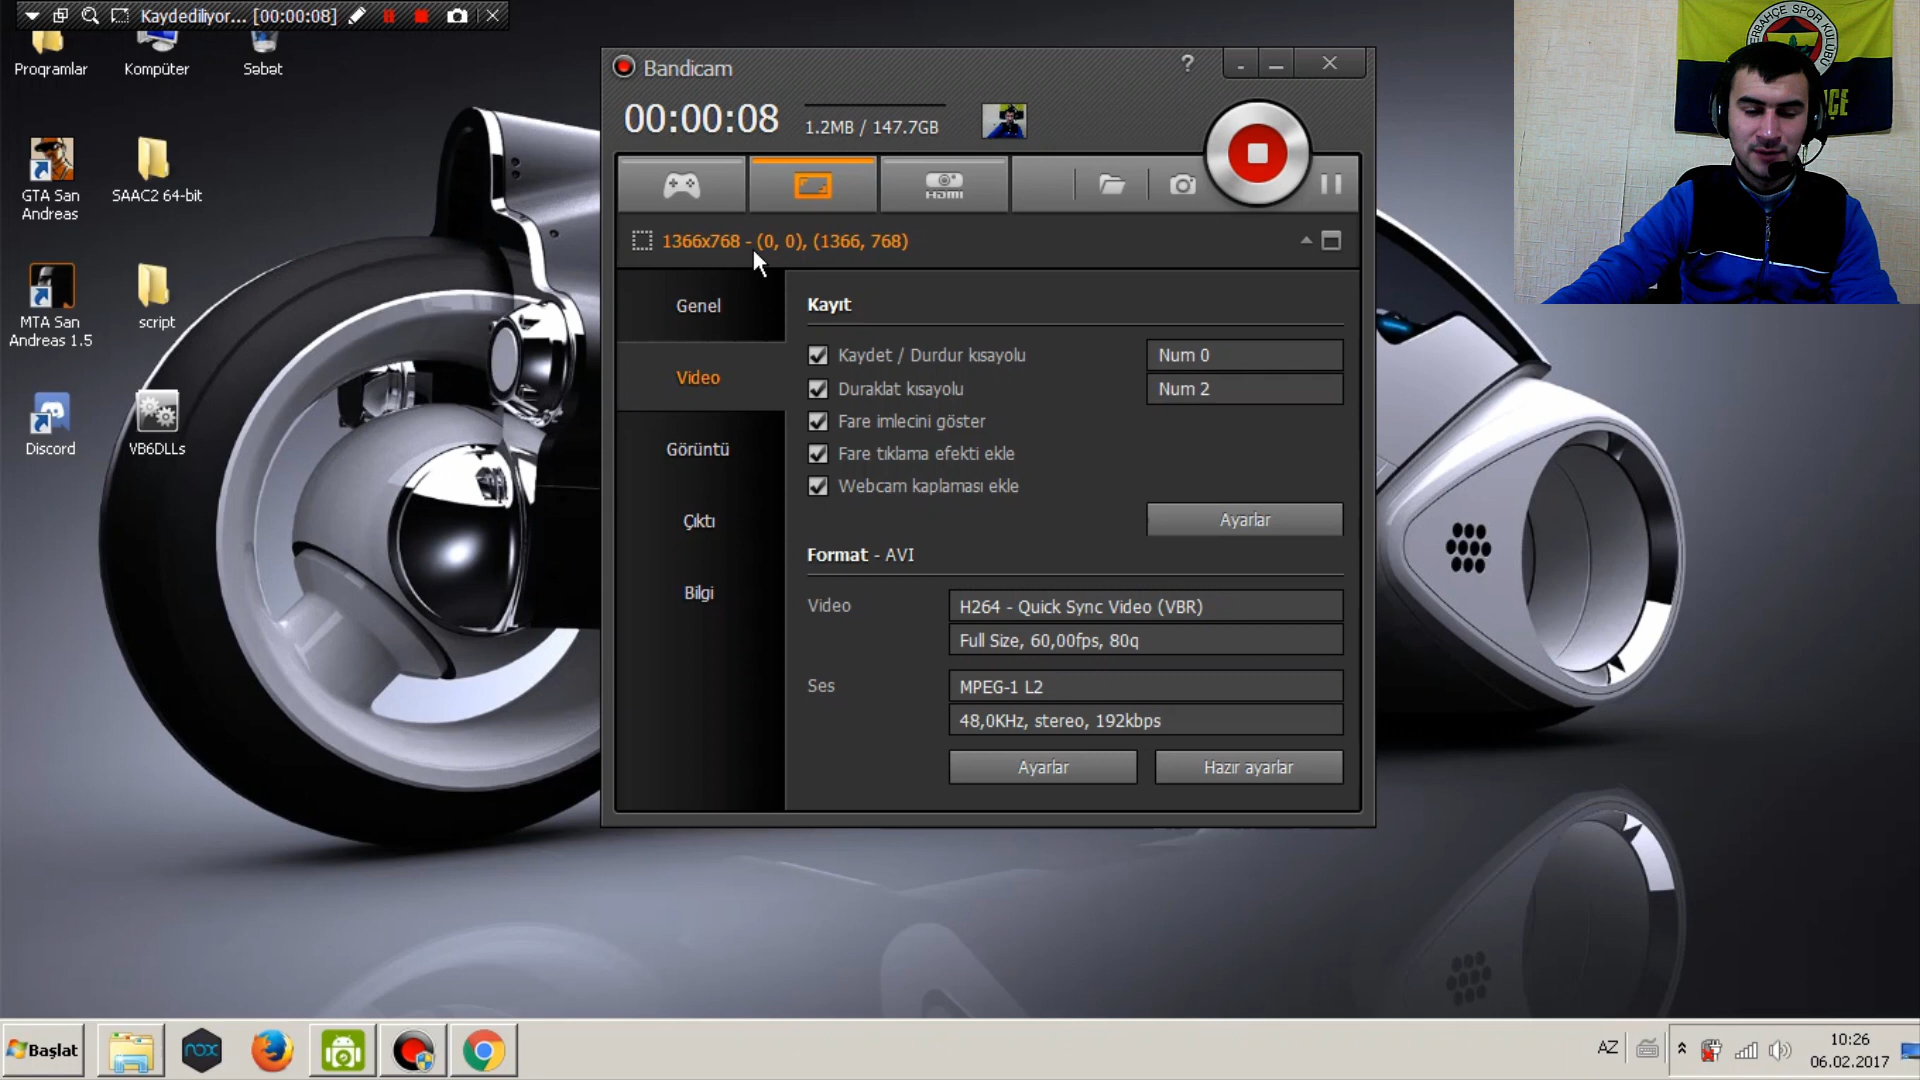 Kaydediliyor... [00:00:08]
Proqramlar
Kompüter
Səbət
GTA San
Andreas
SAAC2 64-bit
MTA San
Andreas 1.5
script
Discord
VB6DLLs
Bandicam
?
00:00:08
1.2MB / 147.7GB
HDMI
1366x768 - (0, 0), (1366, 768)
Genel
Video
Görüntü
Çıktı
Bilgi
Kayıt
Kaydet / Durdur kısayolu
Num 0
Duraklat kısayolu
Num 2
Fare imlecini göster
Fare tıklama efekti ekle
Webcam kaplaması ekle
Ayarlar
Format - AVI
Video
H264 - Quick Sync Video (VBR)
Full Size, 60,00fps, 80q
Ses
MPEG-1 L2
48,0KHz, stereo, 192kbps
Ayarlar
Hazır ayarlar
SPOR KULÜBÜ
Başlat
nox
AZ
10:26
06.02.2017